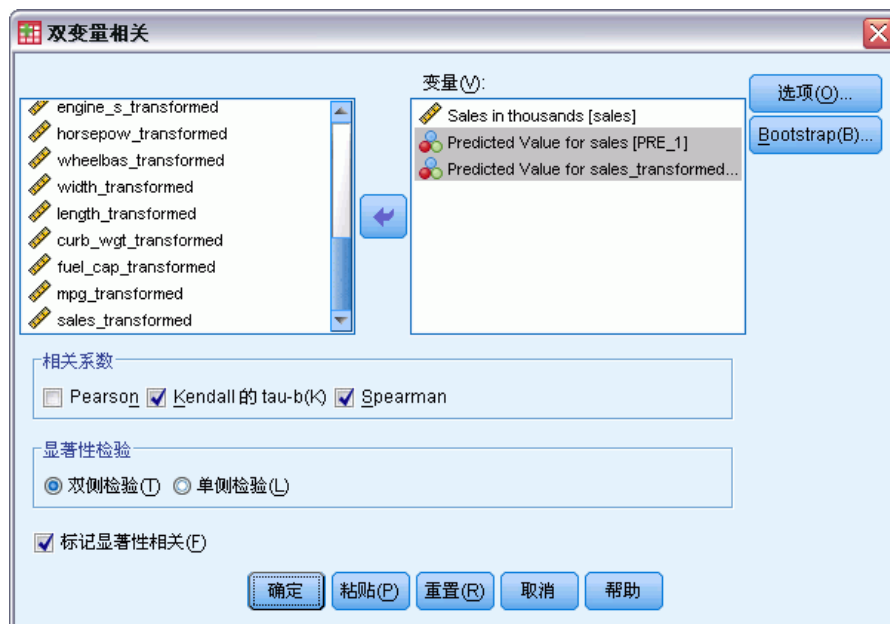 双变量相关
变量(V):
engine_s_transformed
horsepow_transformed
wheelbas_transformed
width_transformed
length_transformed
curb_wgt_transformed
fuel_cap_transformed
mpg_transformed
sales_transformed
Sales in thousands [sales]
Predicted Value for sales [PRE_1]
Predicted Value for sales_transformed...
选项(O)...
Bootstrap(B)...
相关系数
Pearson Kendall 的 tau-b(K) Spearman
显著性检验
双侧检验(T) 单侧检验(L)
标记显著性相关(F)
确定 粘贴(P) 重置(R) 取消 帮助